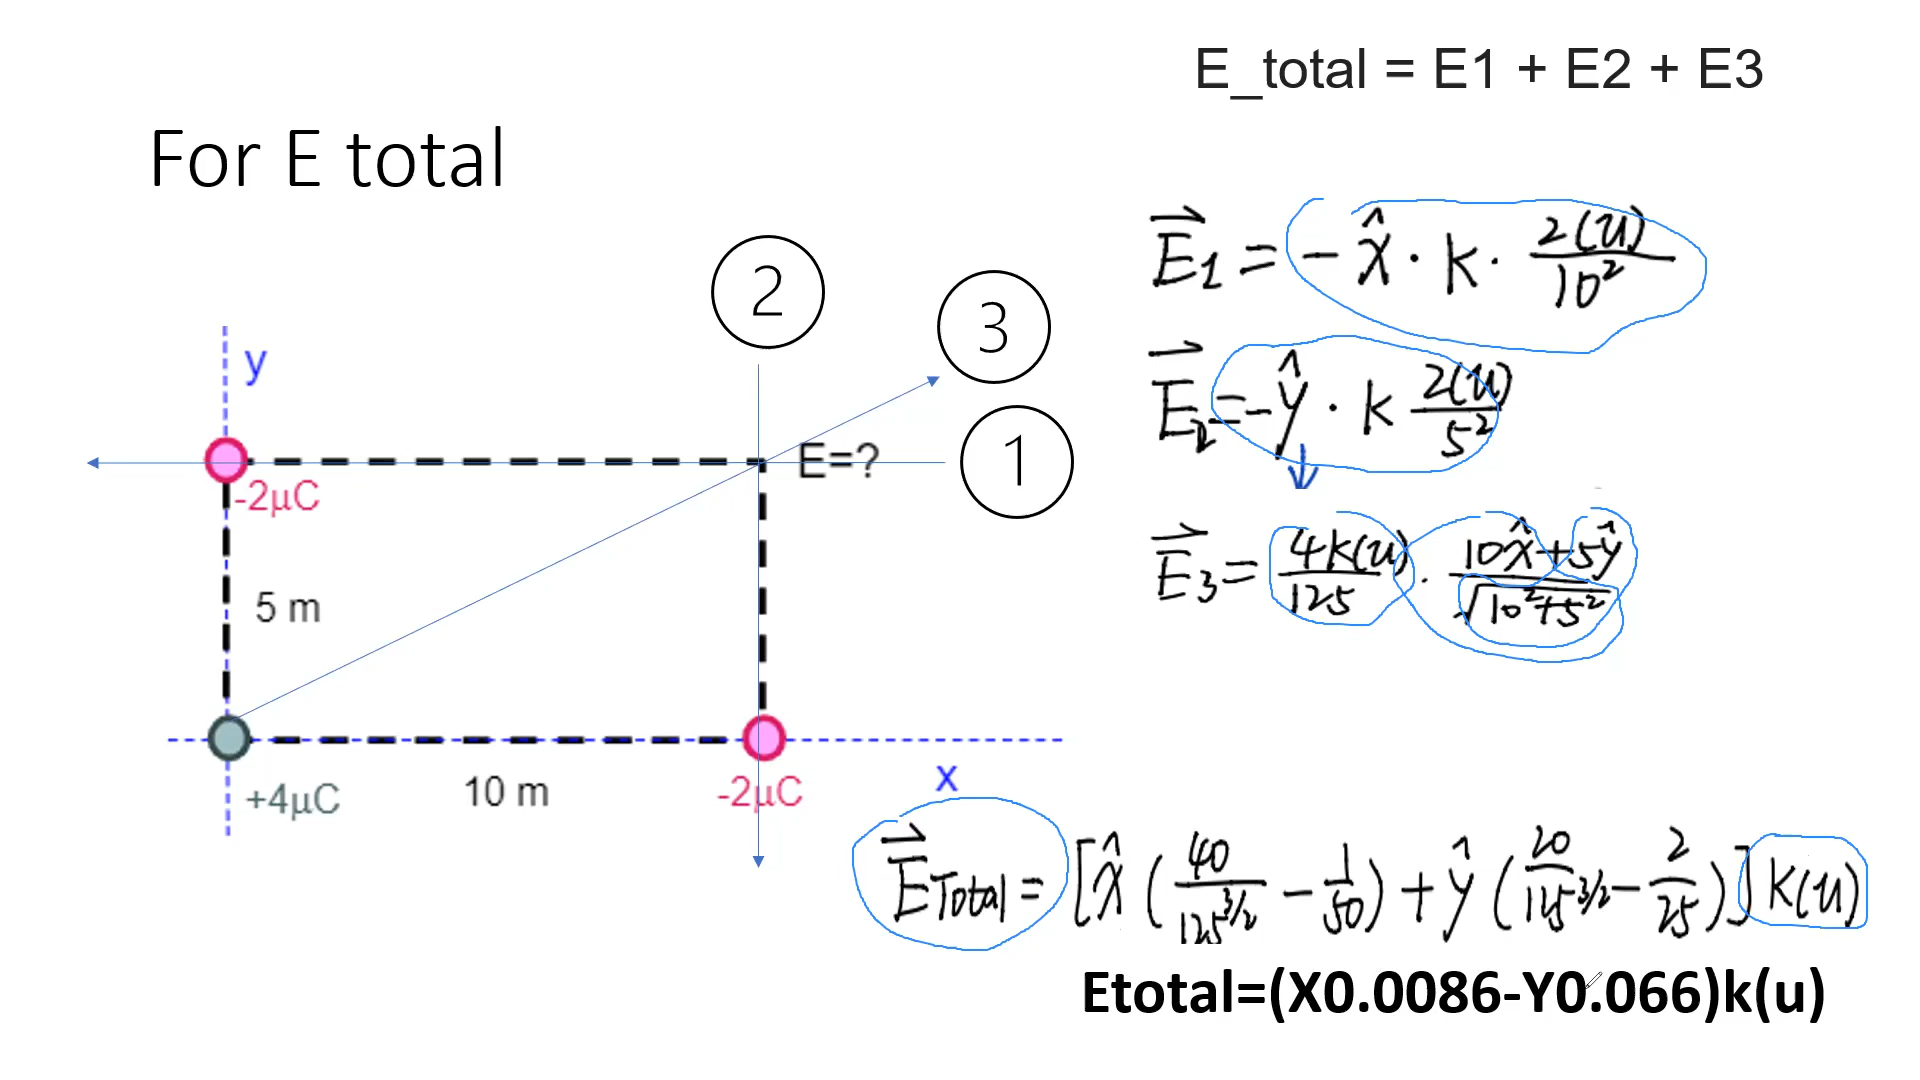 E_total = E1 + E2 + E3
For E total
2
3
1
y
E=?
-2μC
5 m
+4μC
10 m
-2μC
x
E⃗1 = - x̂ · k · 2(u)/10²
E⃗2 = -ŷ · k 2(u)/5²
E⃗3 = 4k(u)/125 · (10x̂+5ŷ)/√(10²+5²)
E⃗Total = [x̂ (40/125^3/2 - 1/50) + ŷ (20/125^3/2 - 2/25)] k(u)
Etotal=(X0.0086-Y0.066)k(u)